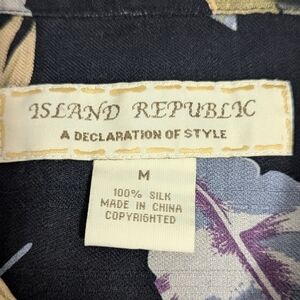 ISLAND REPUBLIC
A DECLARATION OF STYLE
M
100% SILK
MADE IN CHINA
COPYRIGHTED